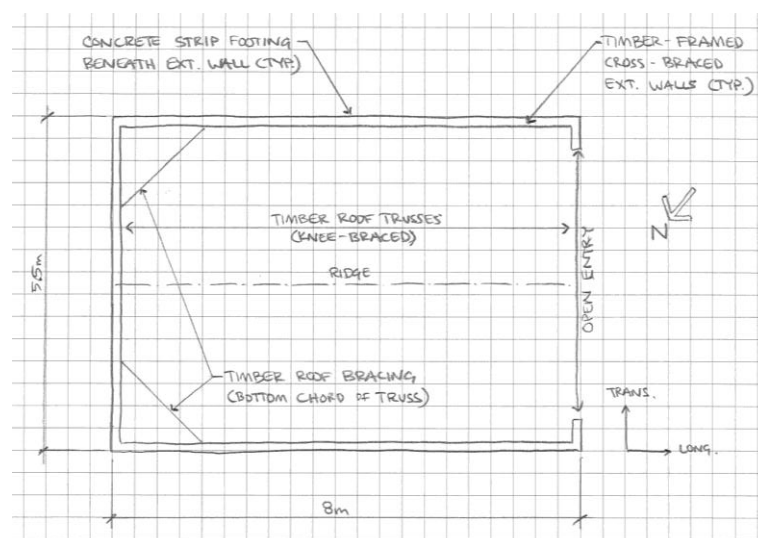 CONCRETE STRIP FOOTING
BENEATH EXT. WALL (TYP.)
TIMBER-FRAMED
CROSS-BRACED
EXT. WALLS (TYP.)
TIMBER ROOF TRUSSES
(KNEE-BRACED)
N
RIDGE
5.5m
OPEN ENTRY
TIMBER ROOF BRACING
(BOTTOM CHORD OF TRUSS)
TRANS.
LONG.
8m